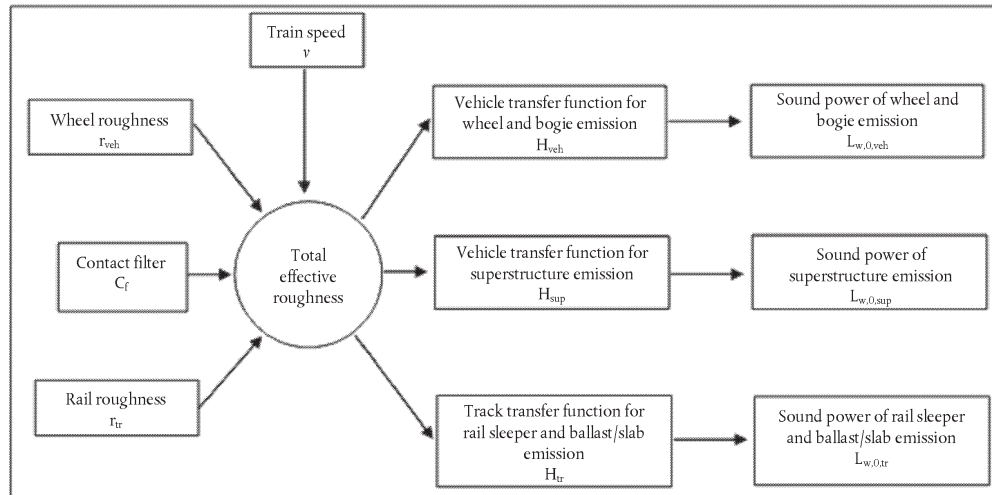 Train speed
v
Wheel roughness
r_veh
Contact filter
C_f
Rail roughness
r_tr
Total
effective
roughness
Vehicle transfer function for
wheel and bogie emission
H_veh
Vehicle transfer function for
superstructure emission
H_sup
Track transfer function for
rail sleeper and ballast/slab
emission
H_tr
Sound power of wheel and
bogie emission
L_w,0,veh
Sound power of
superstructure emission
L_w,0,sup
Sound power of rail sleeper
and ballast/slab emission
L_w,0,tr